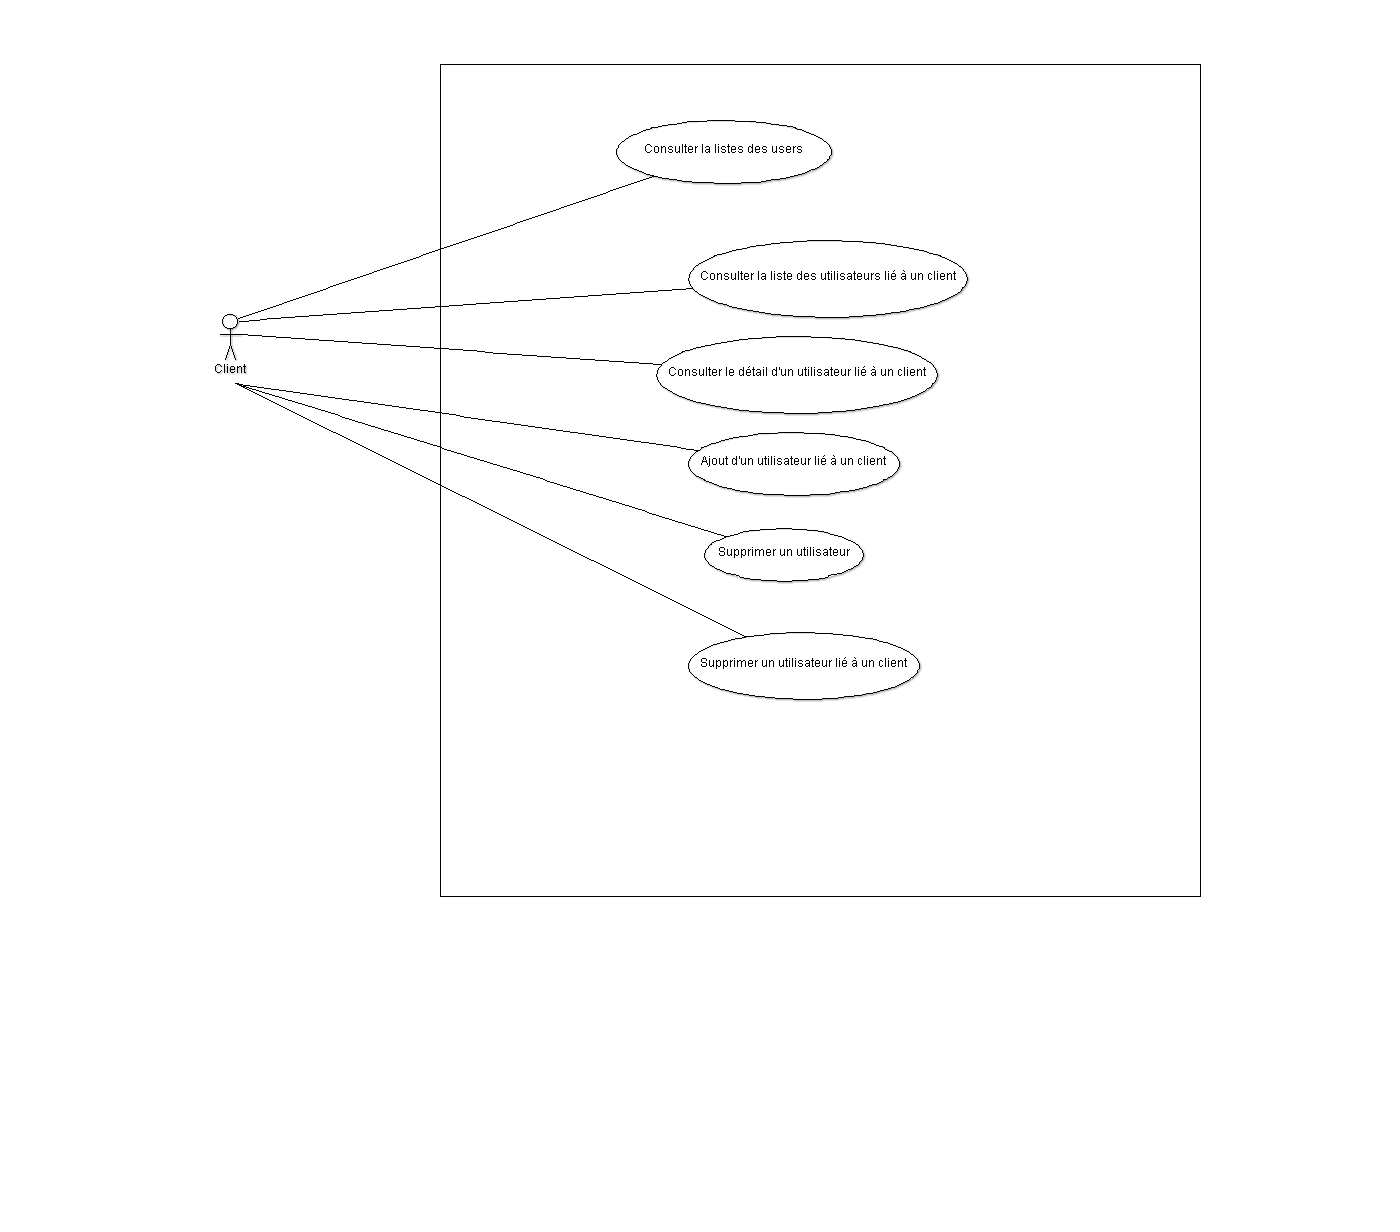 Consulter la listes des users
Consulter la liste des utilisateurs lié à un client
Client
Consulter le détail d'un utilisateur lié à un client
Ajout d'un utilisateur lié à un client
Supprimer un utilisateur
Supprimer un utilisateur lié à un client